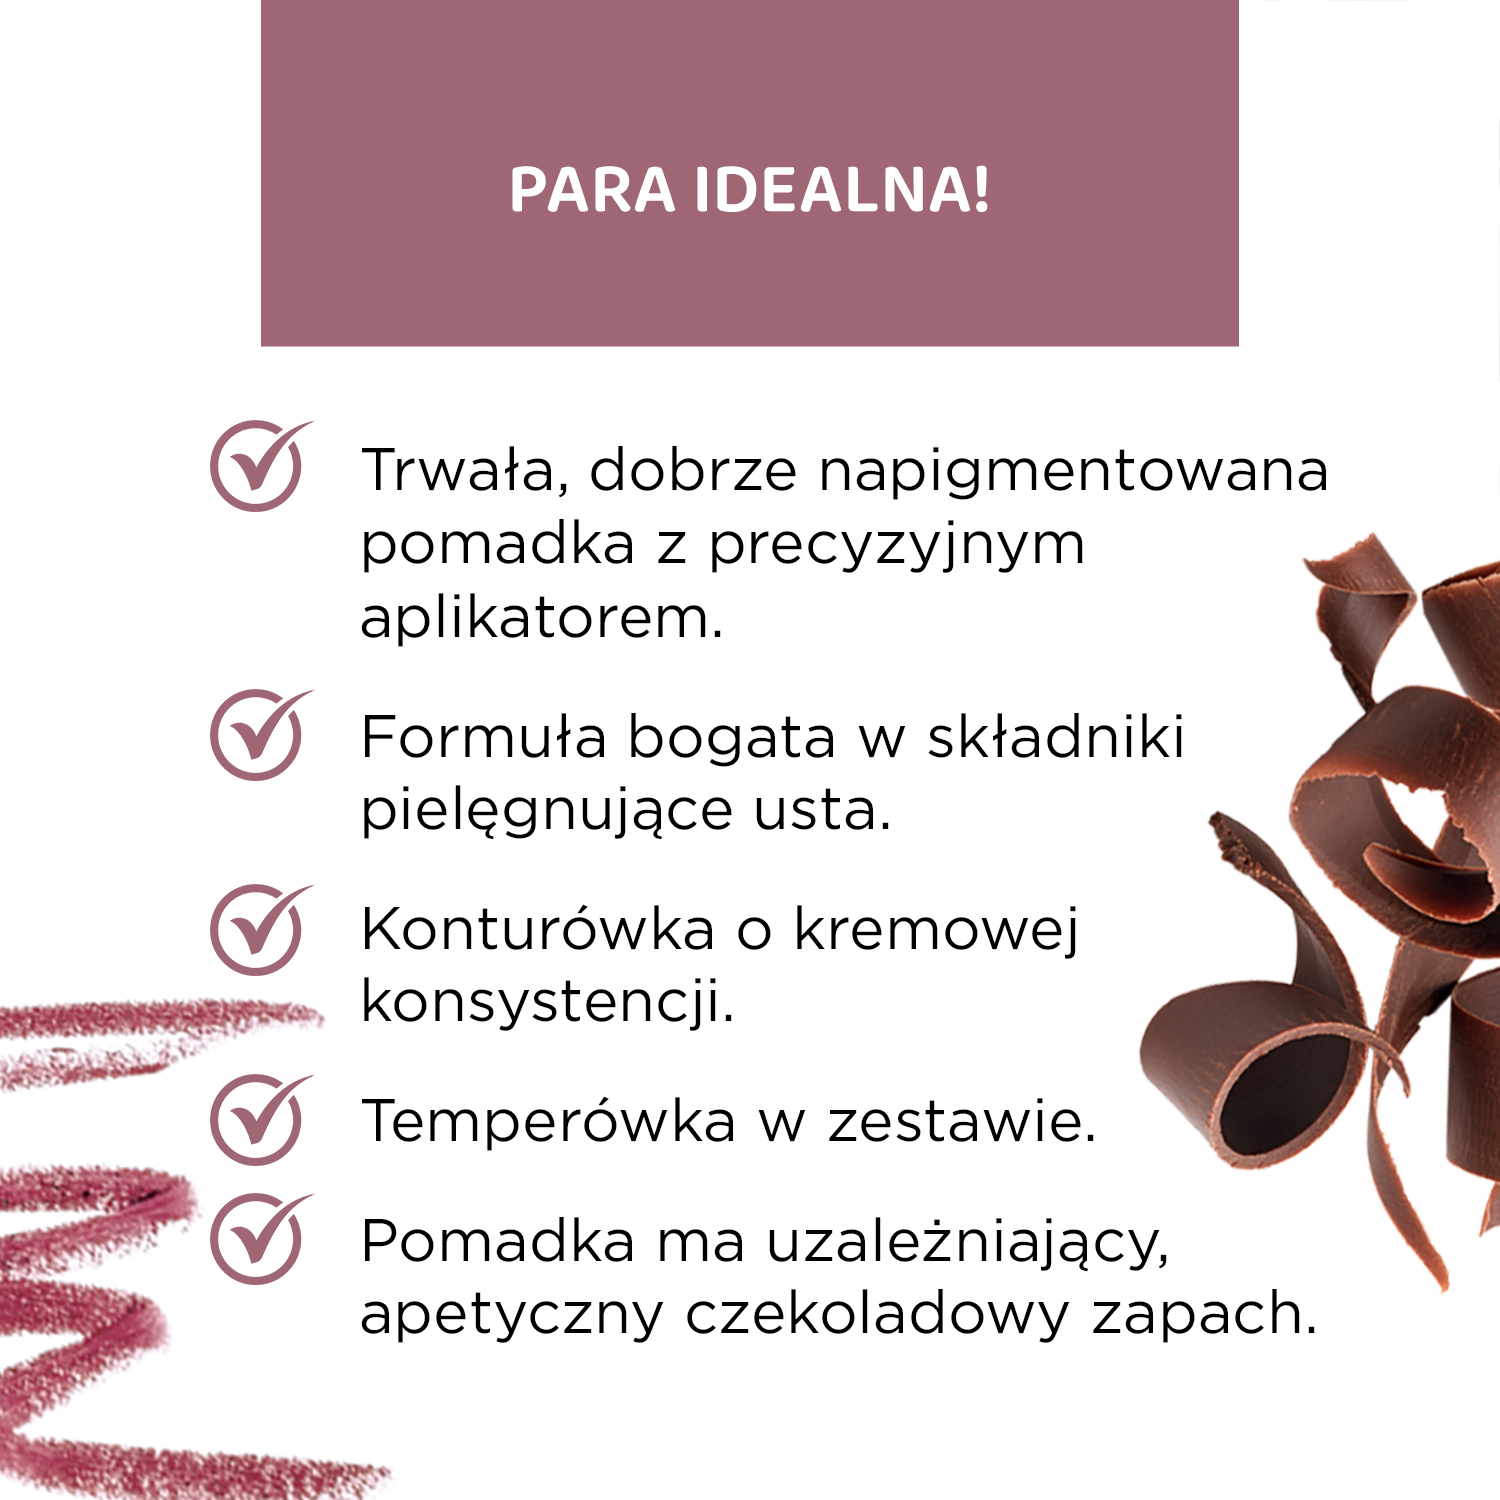 PARA IDEALNA!
Trwała, dobrze napigmentowana
pomadka z precyzyjnym
aplikatorem.
Formuła bogata w składniki
pielęgnujące usta.
Konturówka o kremowej
konsystencji.
Temperówka w zestawie.
Pomadka ma uzależniający,
apetyczny czekoladowy zapach.